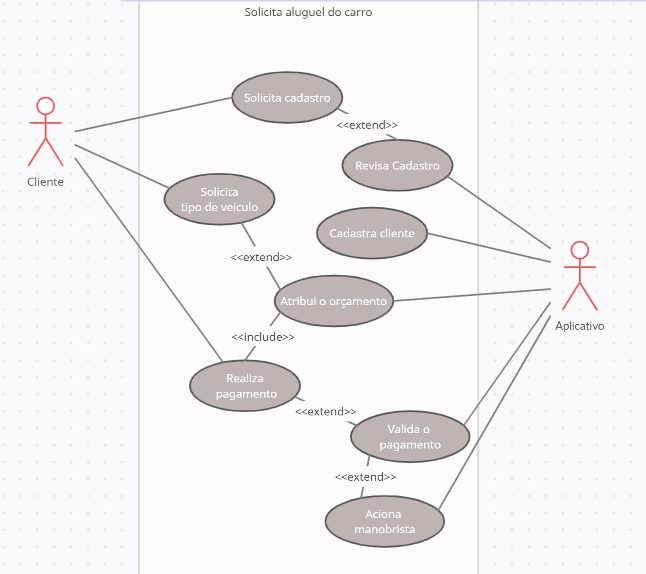 Solicita aluguel do carro
Solicita cadastro
<<extend>>
Revisa Cadastro
Cliente
Solicita
tipo de veículo
Cadastra cliente
<<extend>>
Atribui o orçamento
Aplicativo
<<include>>
Realiza
pagamento
<<extend>>
Valida o
pagamento
<<extend>>
Aciona
manobrista